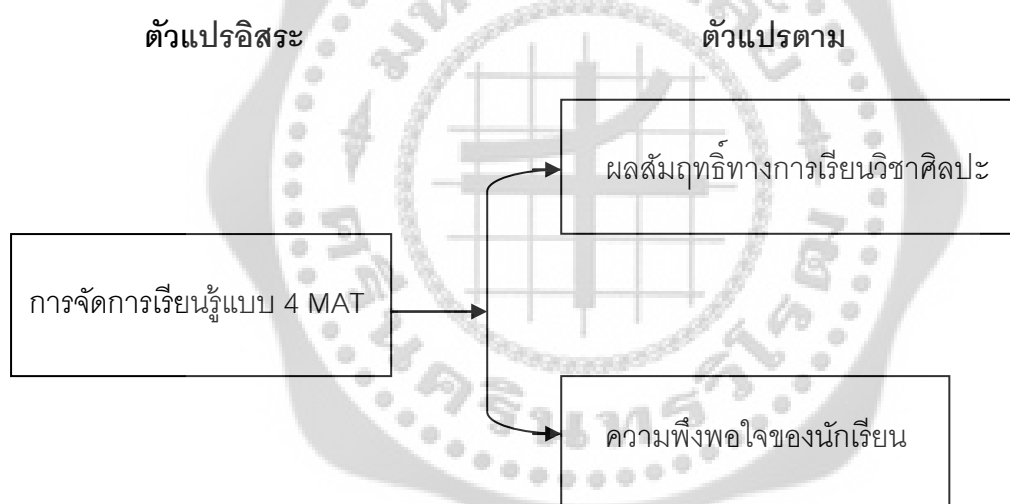 ตัวแปรอิสระ
ตัวแปรตาม
ผลสัมฤทธิ์ทางการเรียนวิชาศิลปะ
การจัดการเรียนรู้แบบ 4 MAT
ความพึงพอใจของนักเรียน